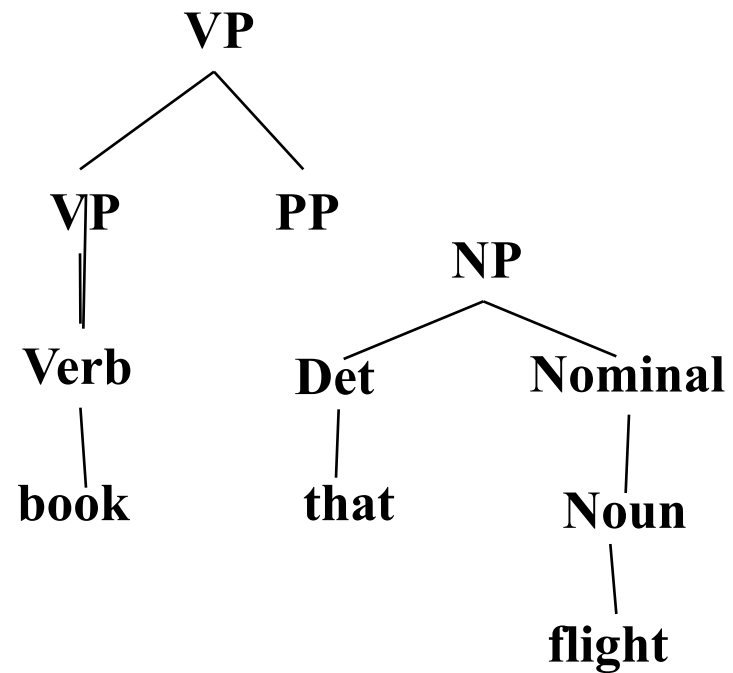 VP
VP PP
NP
Verb Det Nominal
book that Noun
flight